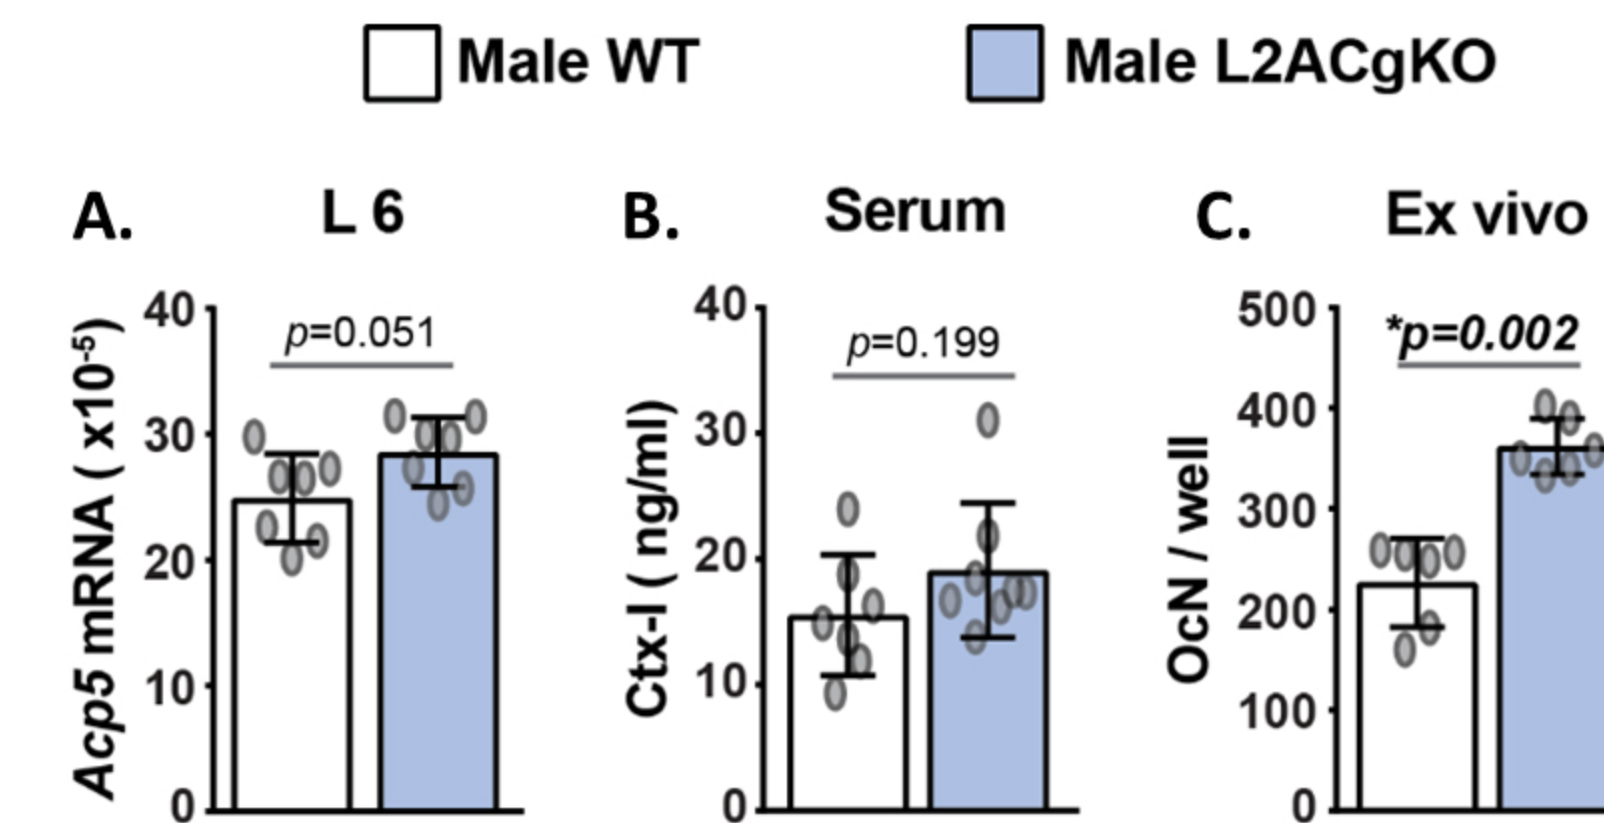 Male WT
Male L2ACgKO
A.
L 6
Acp5 mRNA ( x10-5)
40
30
20
10
0
p=0.051
B.
Serum
Ctx-I ( ng/ml)
40
30
20
10
0
p=0.199
C.
Ex vivo
OcN / well
500
400
300
200
100
0
*p=0.002